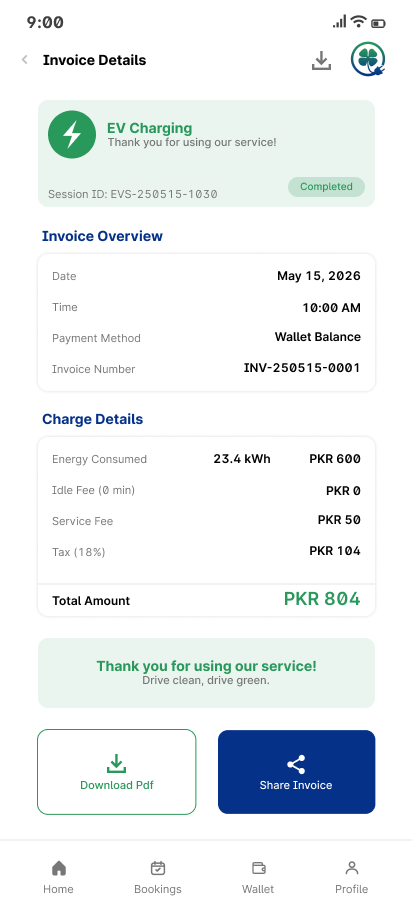 9:00
Invoice Details
EV Charging
Thank you for using our service!
Session ID: EVS-250515-1030
Completed
Invoice Overview
Date May 15, 2026
Time 10:00 AM
Payment Method Wallet Balance
Invoice Number INV-250515-0001
Charge Details
Energy Consumed 23.4 kWh PKR 600
Idle Fee (0 min) PKR 0
Service Fee PKR 50
Tax (18%) PKR 104
Total Amount PKR 804
Thank you for using our service!
Drive clean, drive green.
Download Pdf Share Invoice
Home Bookings Wallet Profile